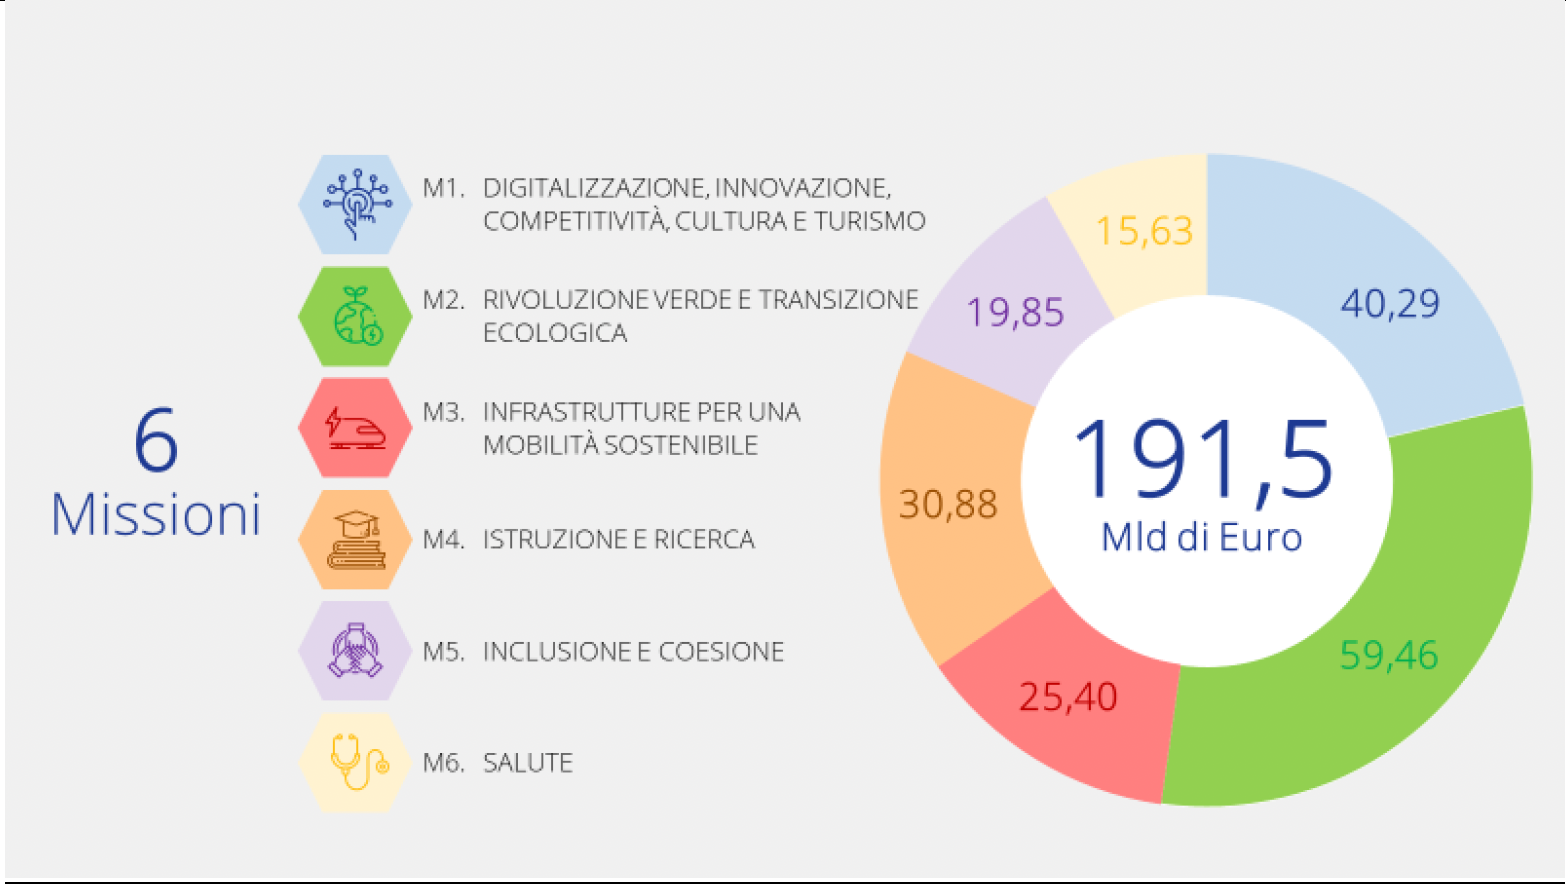 6
Missioni
M1. DIGITALIZZAZIONE, INNOVAZIONE,
COMPETITIVITÀ, CULTURA E TURISMO
M2. RIVOLUZIONE VERDE E TRANSIZIONE
ECOLOGICA
M3. INFRASTRUTTURE PER UNA
MOBILITÀ SOSTENIBILE
M4. ISTRUZIONE E RICERCA
M5. INCLUSIONE E COESIONE
M6. SALUTE
15,63
40,29
19,85
191,5
Mld di Euro
30,88
59,46
25,40